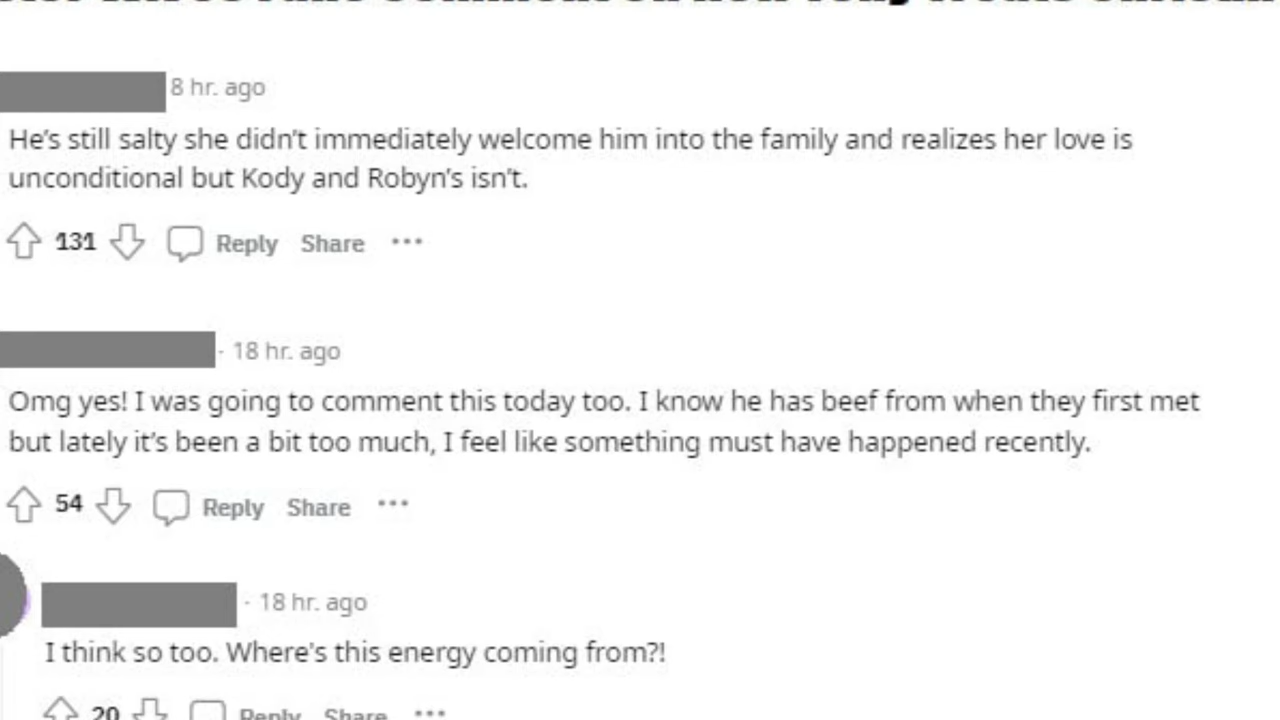 8 hr. ago
He's still salty she didn't immediately welcome him into the family and realizes her love is
unconditional but Kody and Robyn's isn't.
131 Reply Share ...
· 18 hr. ago
Omg yes! I was going to comment this today too. I know he has beef from when they first met
but lately it's been a bit too much, I feel like something must have happened recently.
54 Reply Share ...
· 18 hr. ago
I think so too. Where's this energy coming from?!
20 Reply Share ...